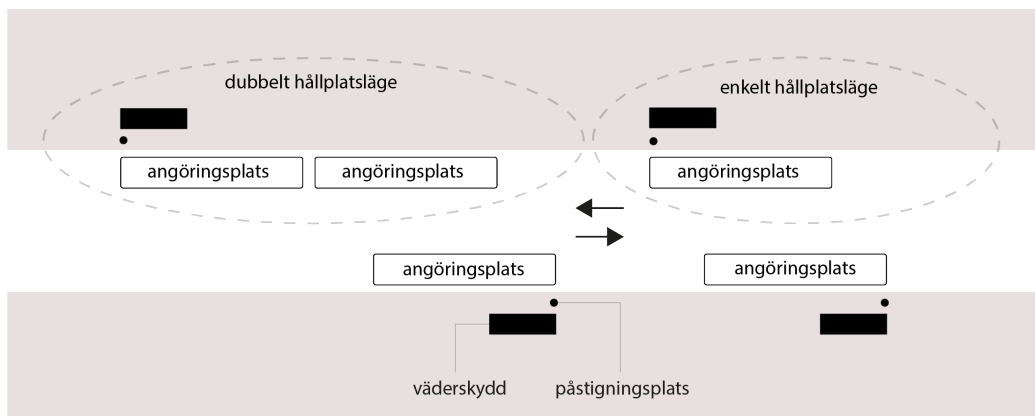 dubbelt hållplatsläge
enkelt hållplatsläge
angöringsplats
angöringsplats
angöringsplats
angöringsplats
angöringsplats
väderskydd
påstigningsplats